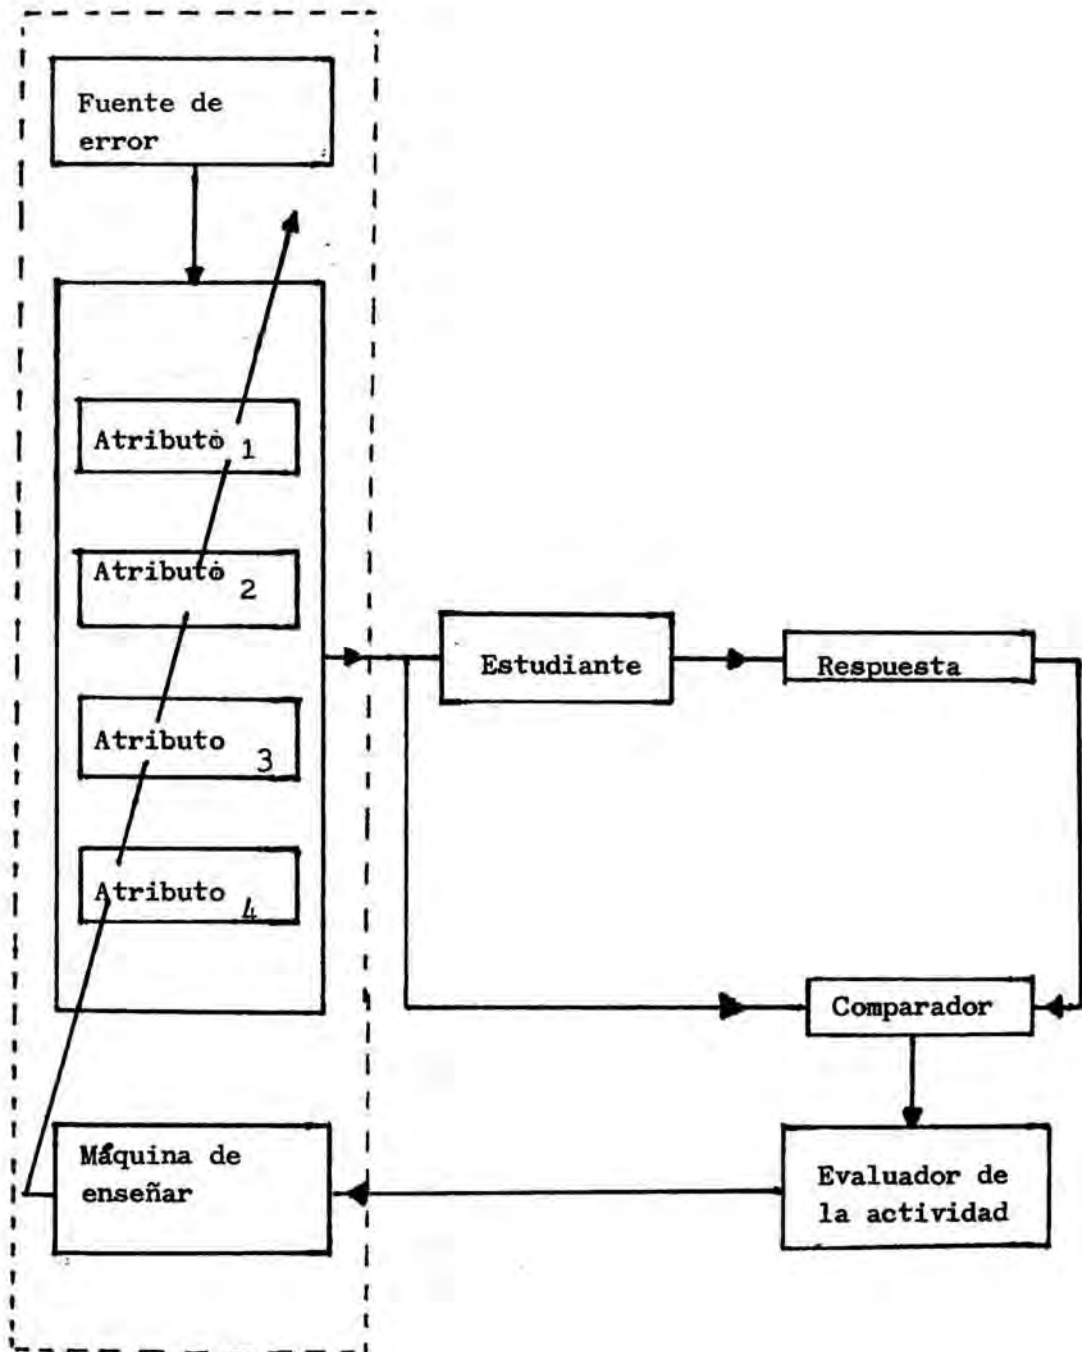 Fuente de
error
Atributo 1
Atributo 2
Atributo 3
Atributo 4
Estudiante
Respuesta
Comparador
Máquina de
enseñar
Evaluador de
la actividad